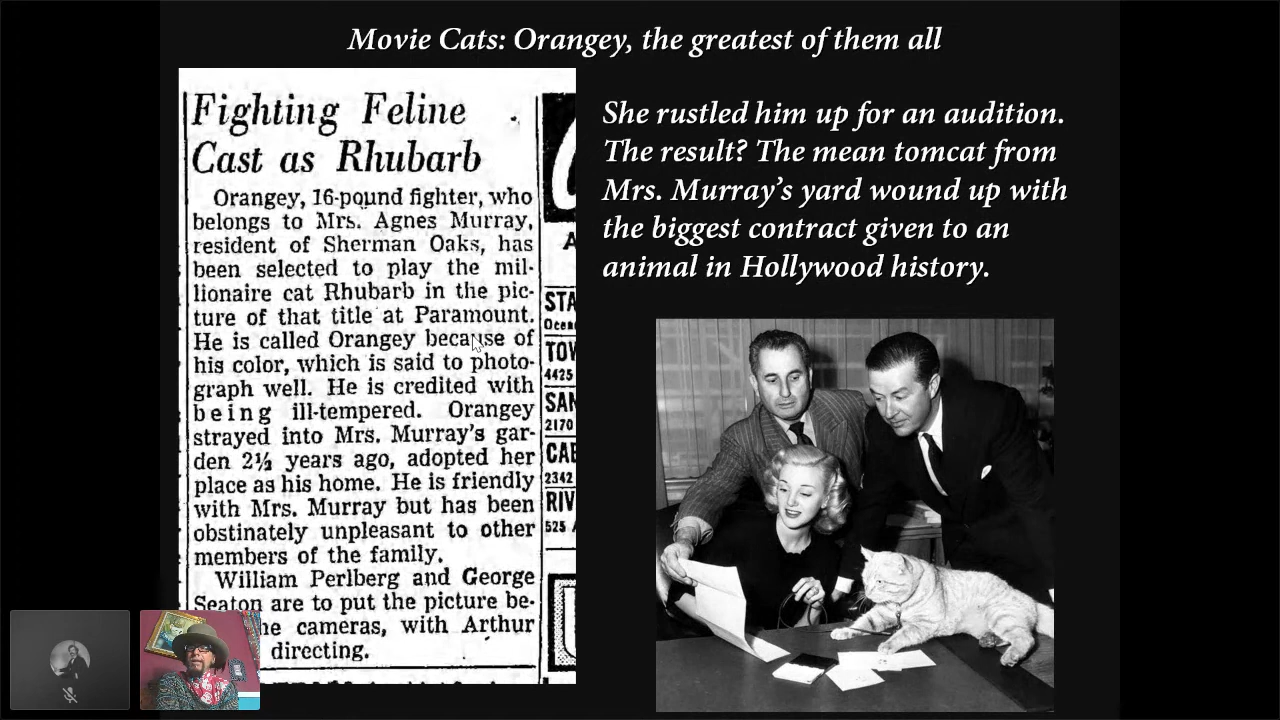 Movie Cats: Orangey, the greatest of them all
Fighting Feline
Cast as Rhubarb
Orangey, 16-pound fighter, who
belongs to Mrs. Agnes Murray,
resident of Sherman Oaks, has
been selected to play the mil-
lionaire cat Rhubarb in the pic-
ture of that title at Paramount.
He is called Orangey because of
his color, which is said to photo-
graph well. He is credited with
being ill-tempered. Orangey
strayed into Mrs. Murray's gar-
den 2½ years ago, adopted her
place as his home. He is friendly
with Mrs. Murray but has been
obstinately unpleasant to other
members of the family.
William Perlberg and George
Seaton are to put the picture be-
cameras, with Arthur
directing.
STA
TOW
4425
SAN
2170
CAB
2342
RIV
525
She rustled him up for an audition.
The result? The mean tomcat from
Mrs. Murray’s yard wound up with
the biggest contract given to an
animal in Hollywood history.